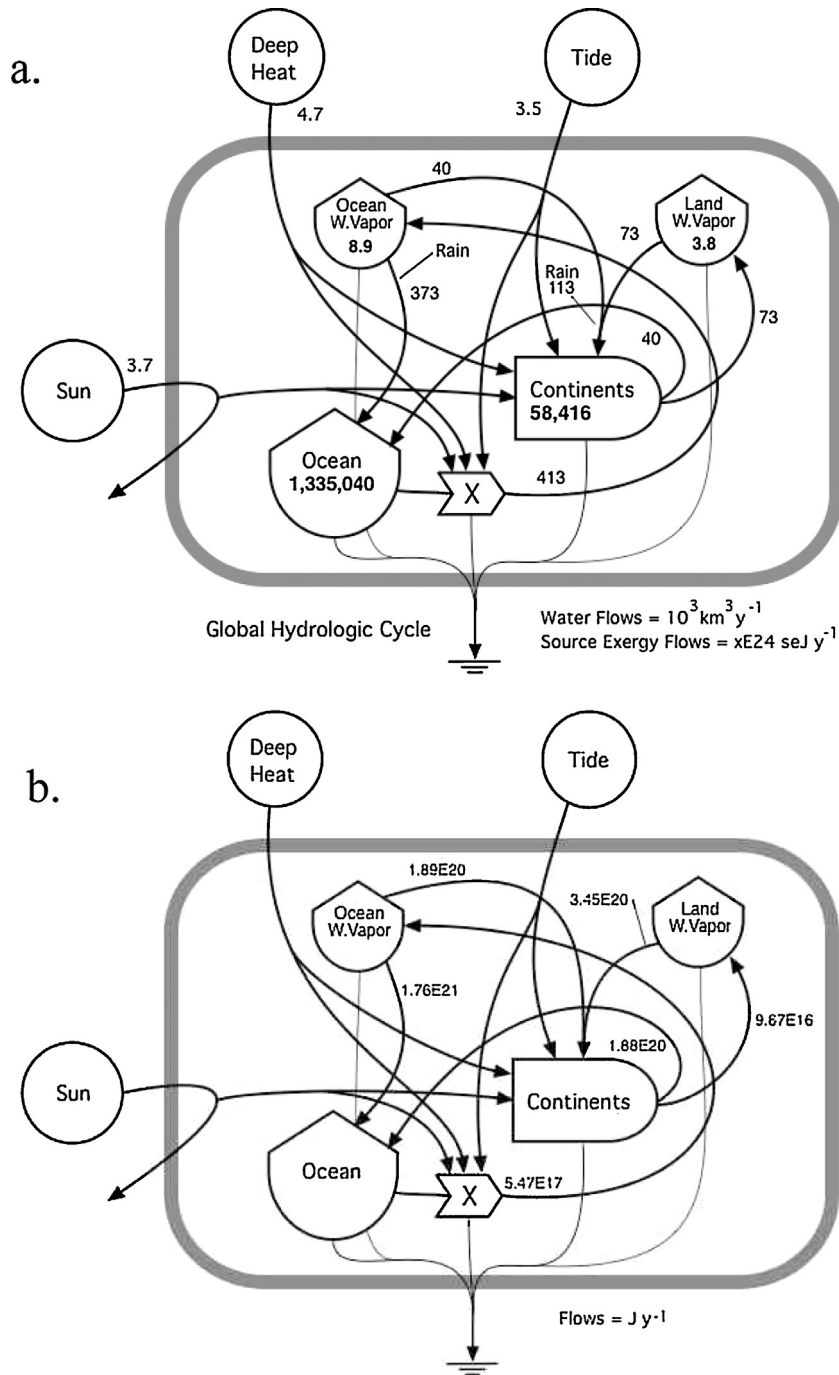 a.
Deep
Heat
Tide
4.7
3.5
40
Ocean
W.Vapor
8.9
Land
W.Vapor
3.8
73
Rain
373
Rain
113
73
40
Sun
3.7
Continents
58,416
Ocean
1,335,040
X
413
Global Hydrologic Cycle
Water Flows = 10³km³y⁻¹
Source Exergy Flows = xE24 seJ y⁻¹
b.
Deep
Heat
Tide
1.89E20
3.45E20
Ocean
W.Vapor
Land
W.Vapor
1.76E21
9.67E16
1.88E20
Sun
Continents
Ocean
X
5.47E17
Flows = J y⁻¹